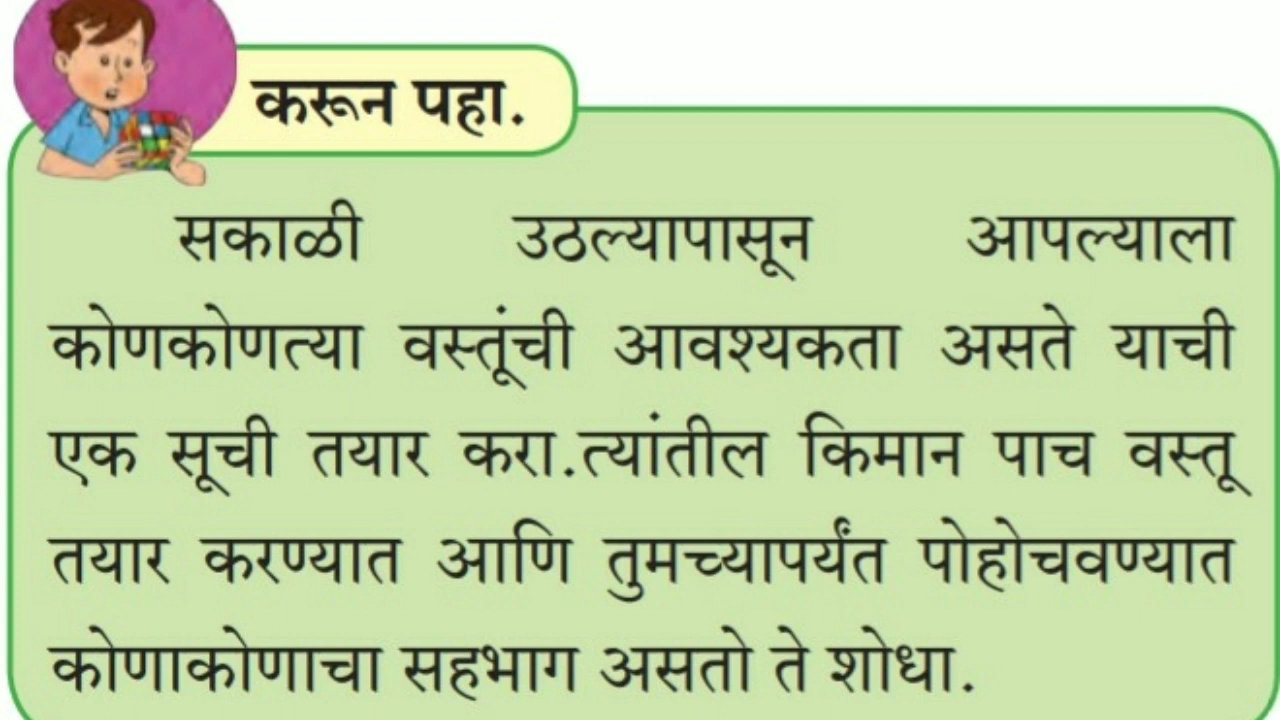 करून पहा.
सकाळी उठल्यापासून आपल्याला
कोणकोणत्या वस्तूंची आवश्यकता असते याची
एक सूची तयार करा.त्यांतील किमान पाच वस्तू
तयार करण्यात आणि तुमच्यापर्यंत पोहोचवण्यात
कोणाकोणाचा सहभाग असतो ते शोधा.